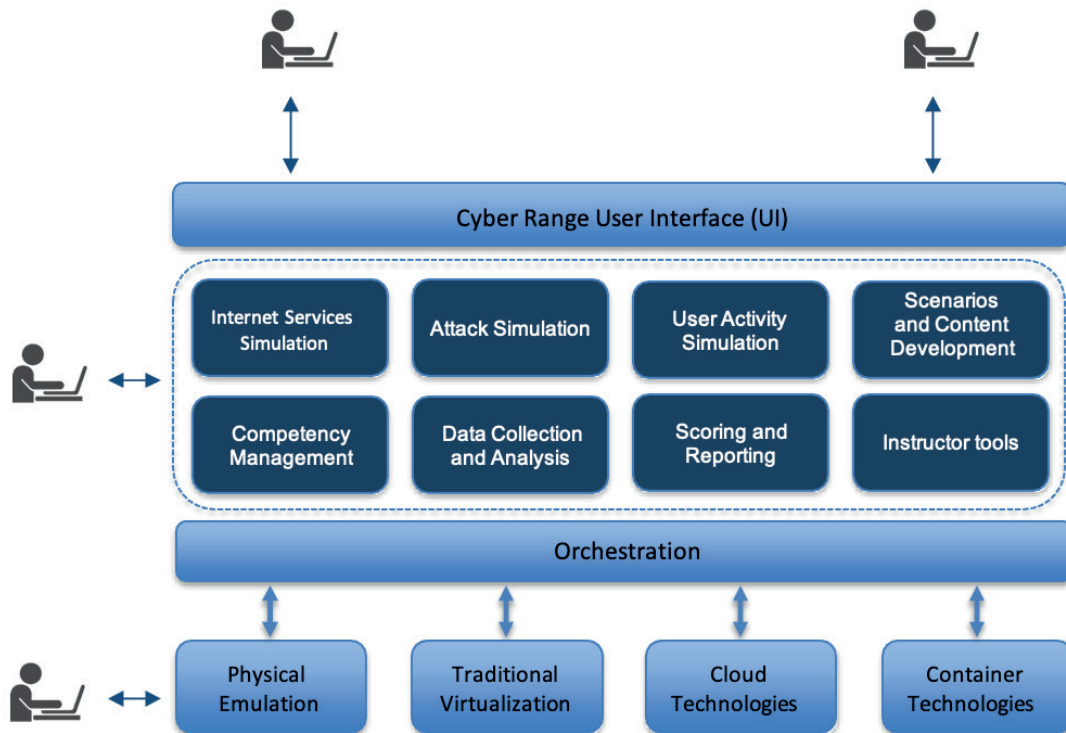 Cyber Range User Interface (UI)
Internet Services
Simulation
Attack Simulation
User Activity
Simulation
Scenarios
and Content
Development
Competency
Management
Data Collection
and Analysis
Scoring and
Reporting
Instructor tools
Orchestration
Physical
Emulation
Traditional
Virtualization
Cloud
Technologies
Container
Technologies